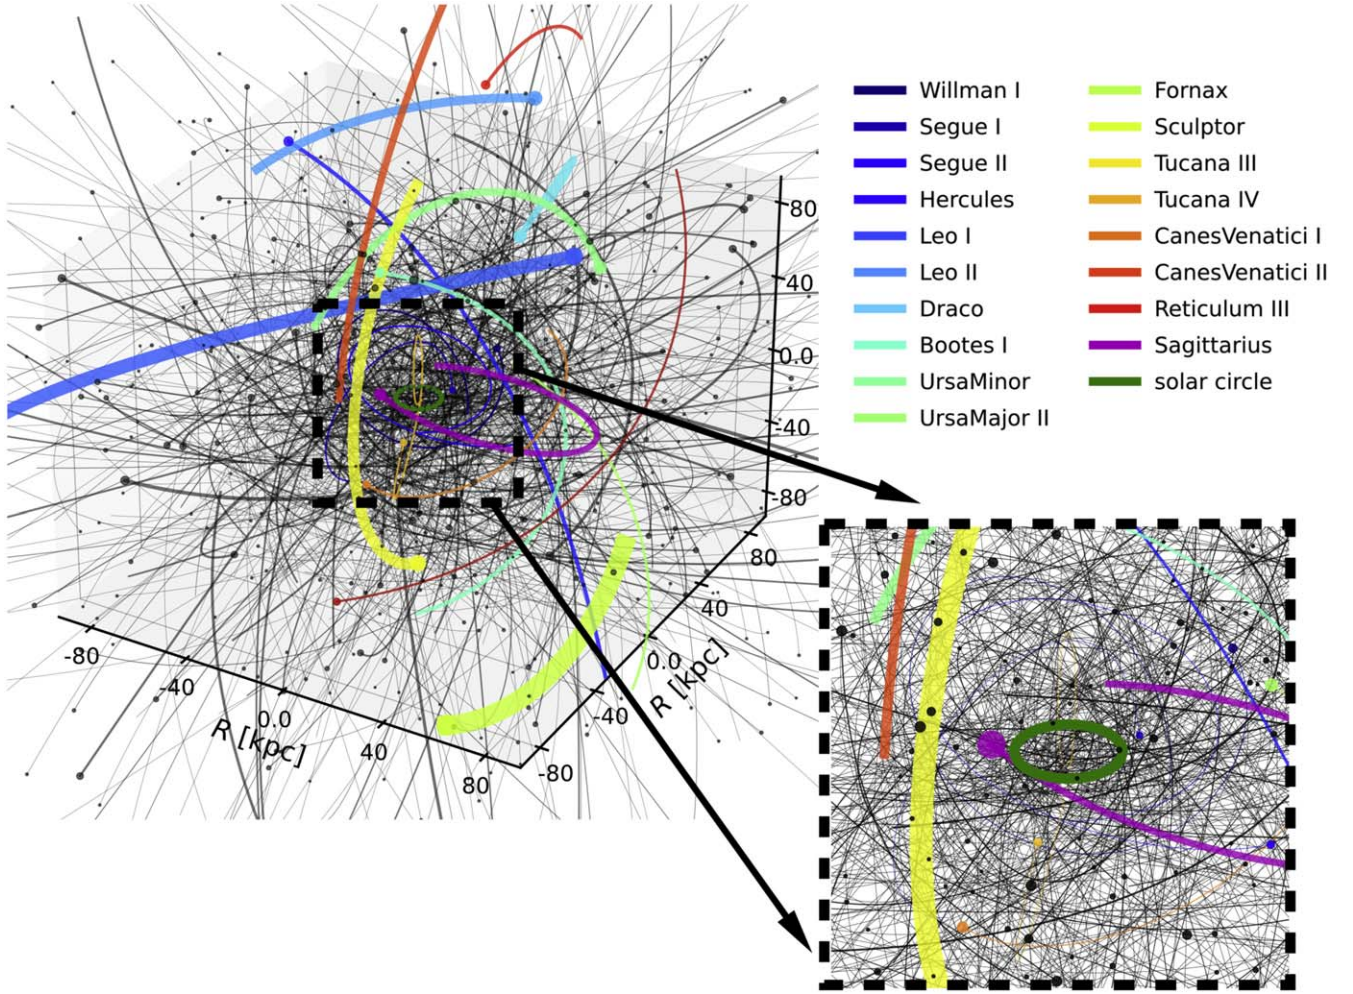 Willman I
Segue I
Segue II
Hercules
Leo I
Leo II
Draco
Bootes I
UrsaMinor
UrsaMajor II
Fornax
Sculptor
Tucana III
Tucana IV
CanesVenatici I
CanesVenatici II
Reticulum III
Sagittarius
solar circle
80
40
0.0
-40
-80
80
40
0.0
-40
-80
R [kpc]
-80
-40
0.0
40
80
R [kpc]